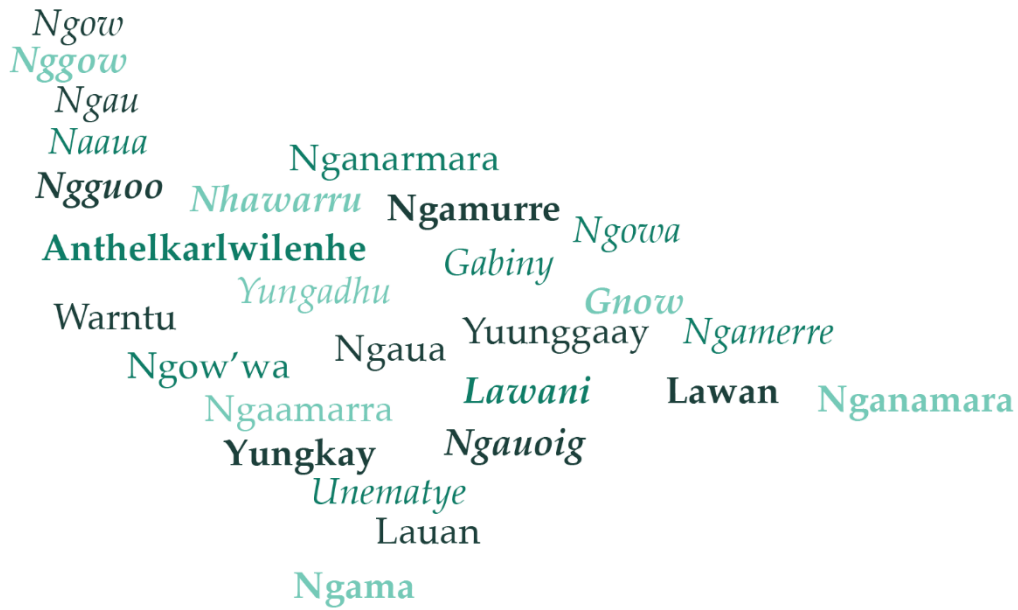 Ngow
Nggow
Ngau
Naaua
Nganarmara
Ngguoo
Nhawarru
Ngamurre
Ngowa
Anthelkarlwilenhe
Gabiny
Yungadhu
Gnow
Warntu
Yuunggaay
Ngamerre
Ngaua
Ngow’wa
Lawani
Lawan
Nganamara
Ngaamarra
Ngauoig
Yungkay
Unematye
Lauan
Ngama